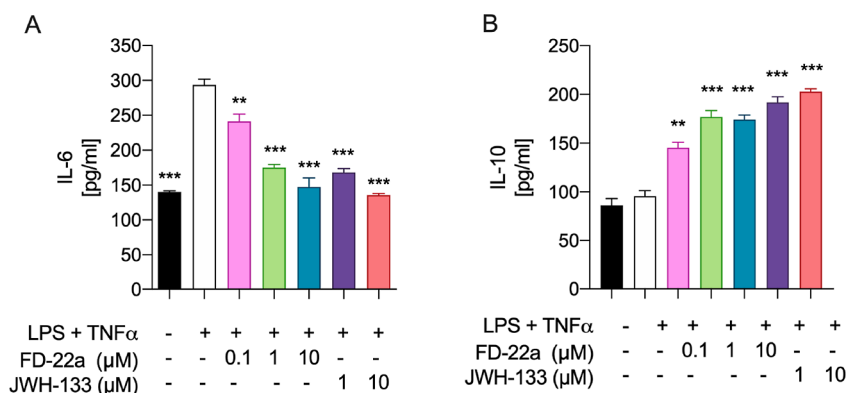 A
IL-6
[pg/ml]
350
300
250
200
150
100
50
0
***
**
***
***
***
***
LPS + TNFα - + + + + + +
FD-22a (µM) - - 0.1 1 10 - -
JWH-133 (µM) - - - - - 1 10
B
IL-10
[pg/ml]
250
200
150
100
50
0
**
***
***
***
***
LPS + TNFα - + + + + + +
FD-22a (µM) - - 0.1 1 10 - -
JWH-133 (µM) - - - - - 1 10